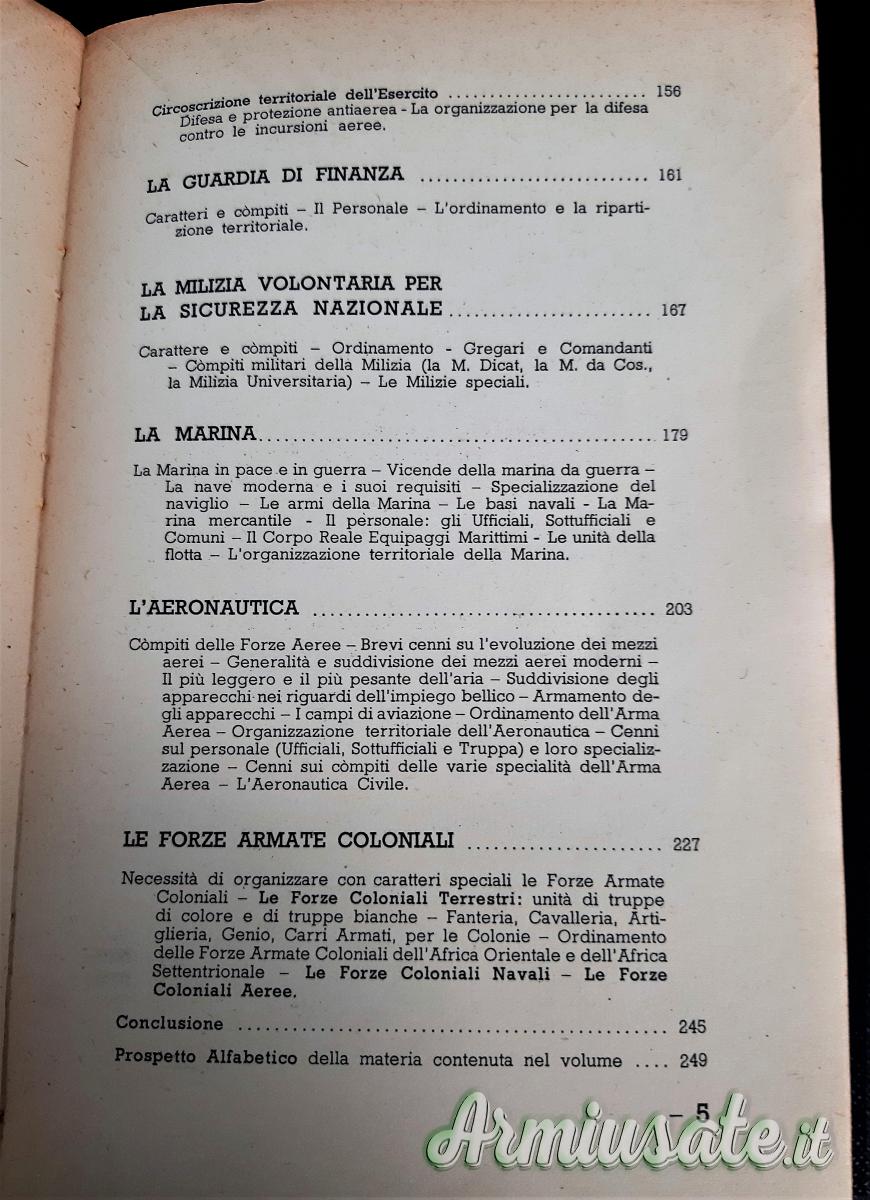 Circoscrizione territoriale dell'Esercito ........................ 156
Difesa e protezione antiaerea - La organizzazione per la difesa
contro le incursioni aeree.
LA GUARDIA DI FINANZA ............................ 161
Caratteri e còmpiti – Il Personale – L'ordinamento e la riparti-
zione territoriale.
LA MILIZIA VOLONTARIA PER
LA SICUREZZA NAZIONALE ........................ 167
Carattere e còmpiti – Ordinamento - Gregari e Comandanti
– Còmpiti militari della Milizia (la M. Dicat, la M. da Cos.,
la Milizia Universitaria) – Le Milizie speciali.
LA MARINA ................................................ 179
La Marina in pace e in guerra – Vicende della marina da guerra –
La nave moderna e i suoi requisiti – Specializzazione del
naviglio – Le armi della Marina – Le basi navali - La Ma-
rina mercantile - Il personale: gli Ufficiali, Sottufficiali e
Comuni – Il Corpo Reale Equipaggi Marittimi - Le unità della
flotta – L'organizzazione territoriale della Marina.
L'AERONAUTICA ........................................ 203
Còmpiti delle Forze Aeree – Brevi cenni su l'evoluzione dei mezzi
aerei – Generalità e suddivisione dei mezzi aerei moderni –
Il più leggero e il più pesante dell'aria – Suddivisione degli
apparecchi nei riguardi dell'impiego bellico – Armamento de-
gli apparecchi – I campi di aviazione – Ordinamento dell'Arma
Aerea – Organizzazione territoriale dell'Aeronautica – Cenni
sul personale (Ufficiali, Sottufficiali e Truppa) e loro specializ-
zazione – Cenni sui còmpiti delle varie specialità dell'Arma
Aerea – L'Aeronautica Civile.
LE FORZE ARMATE COLONIALI ...................... 227
Necessità di organizzare con caratteri speciali le Forze Armate
Coloniali – Le Forze Coloniali Terrestri: unità di truppe
di colore e di truppe bianche – Fanteria, Cavalleria, Arti-
glieria, Genio, Carri Armati, per le Colonie – Ordinamento
delle Forze Armate Coloniali dell'Africa Orientale e dell'Africa
Settentrionale – Le Forze Coloniali Navali – Le Forze
Coloniali Aeree.
Conclusione .................................................. 245
Prospetto Alfabetico della materia contenuta nel volume .... 249
– 5
Armiusate.it